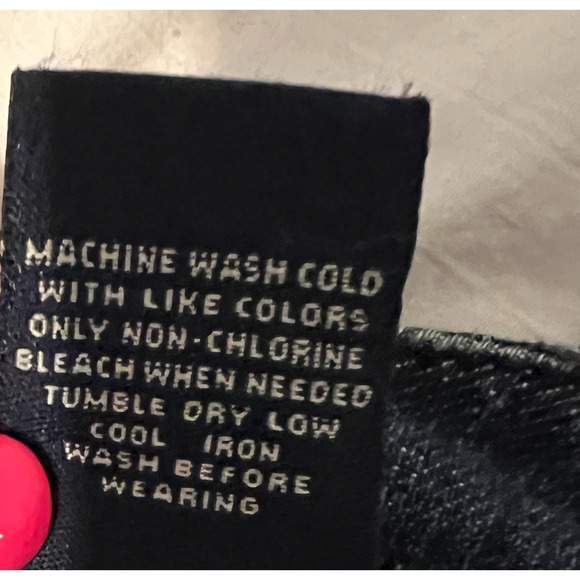 MACHINE WASH COLD
WITH LIKE COLORS
ONLY NON-CHLORINE
BLEACH WHEN NEEDED
TUMBLE DRY LOW
COOL IRON
WASH BEFORE
WEARING